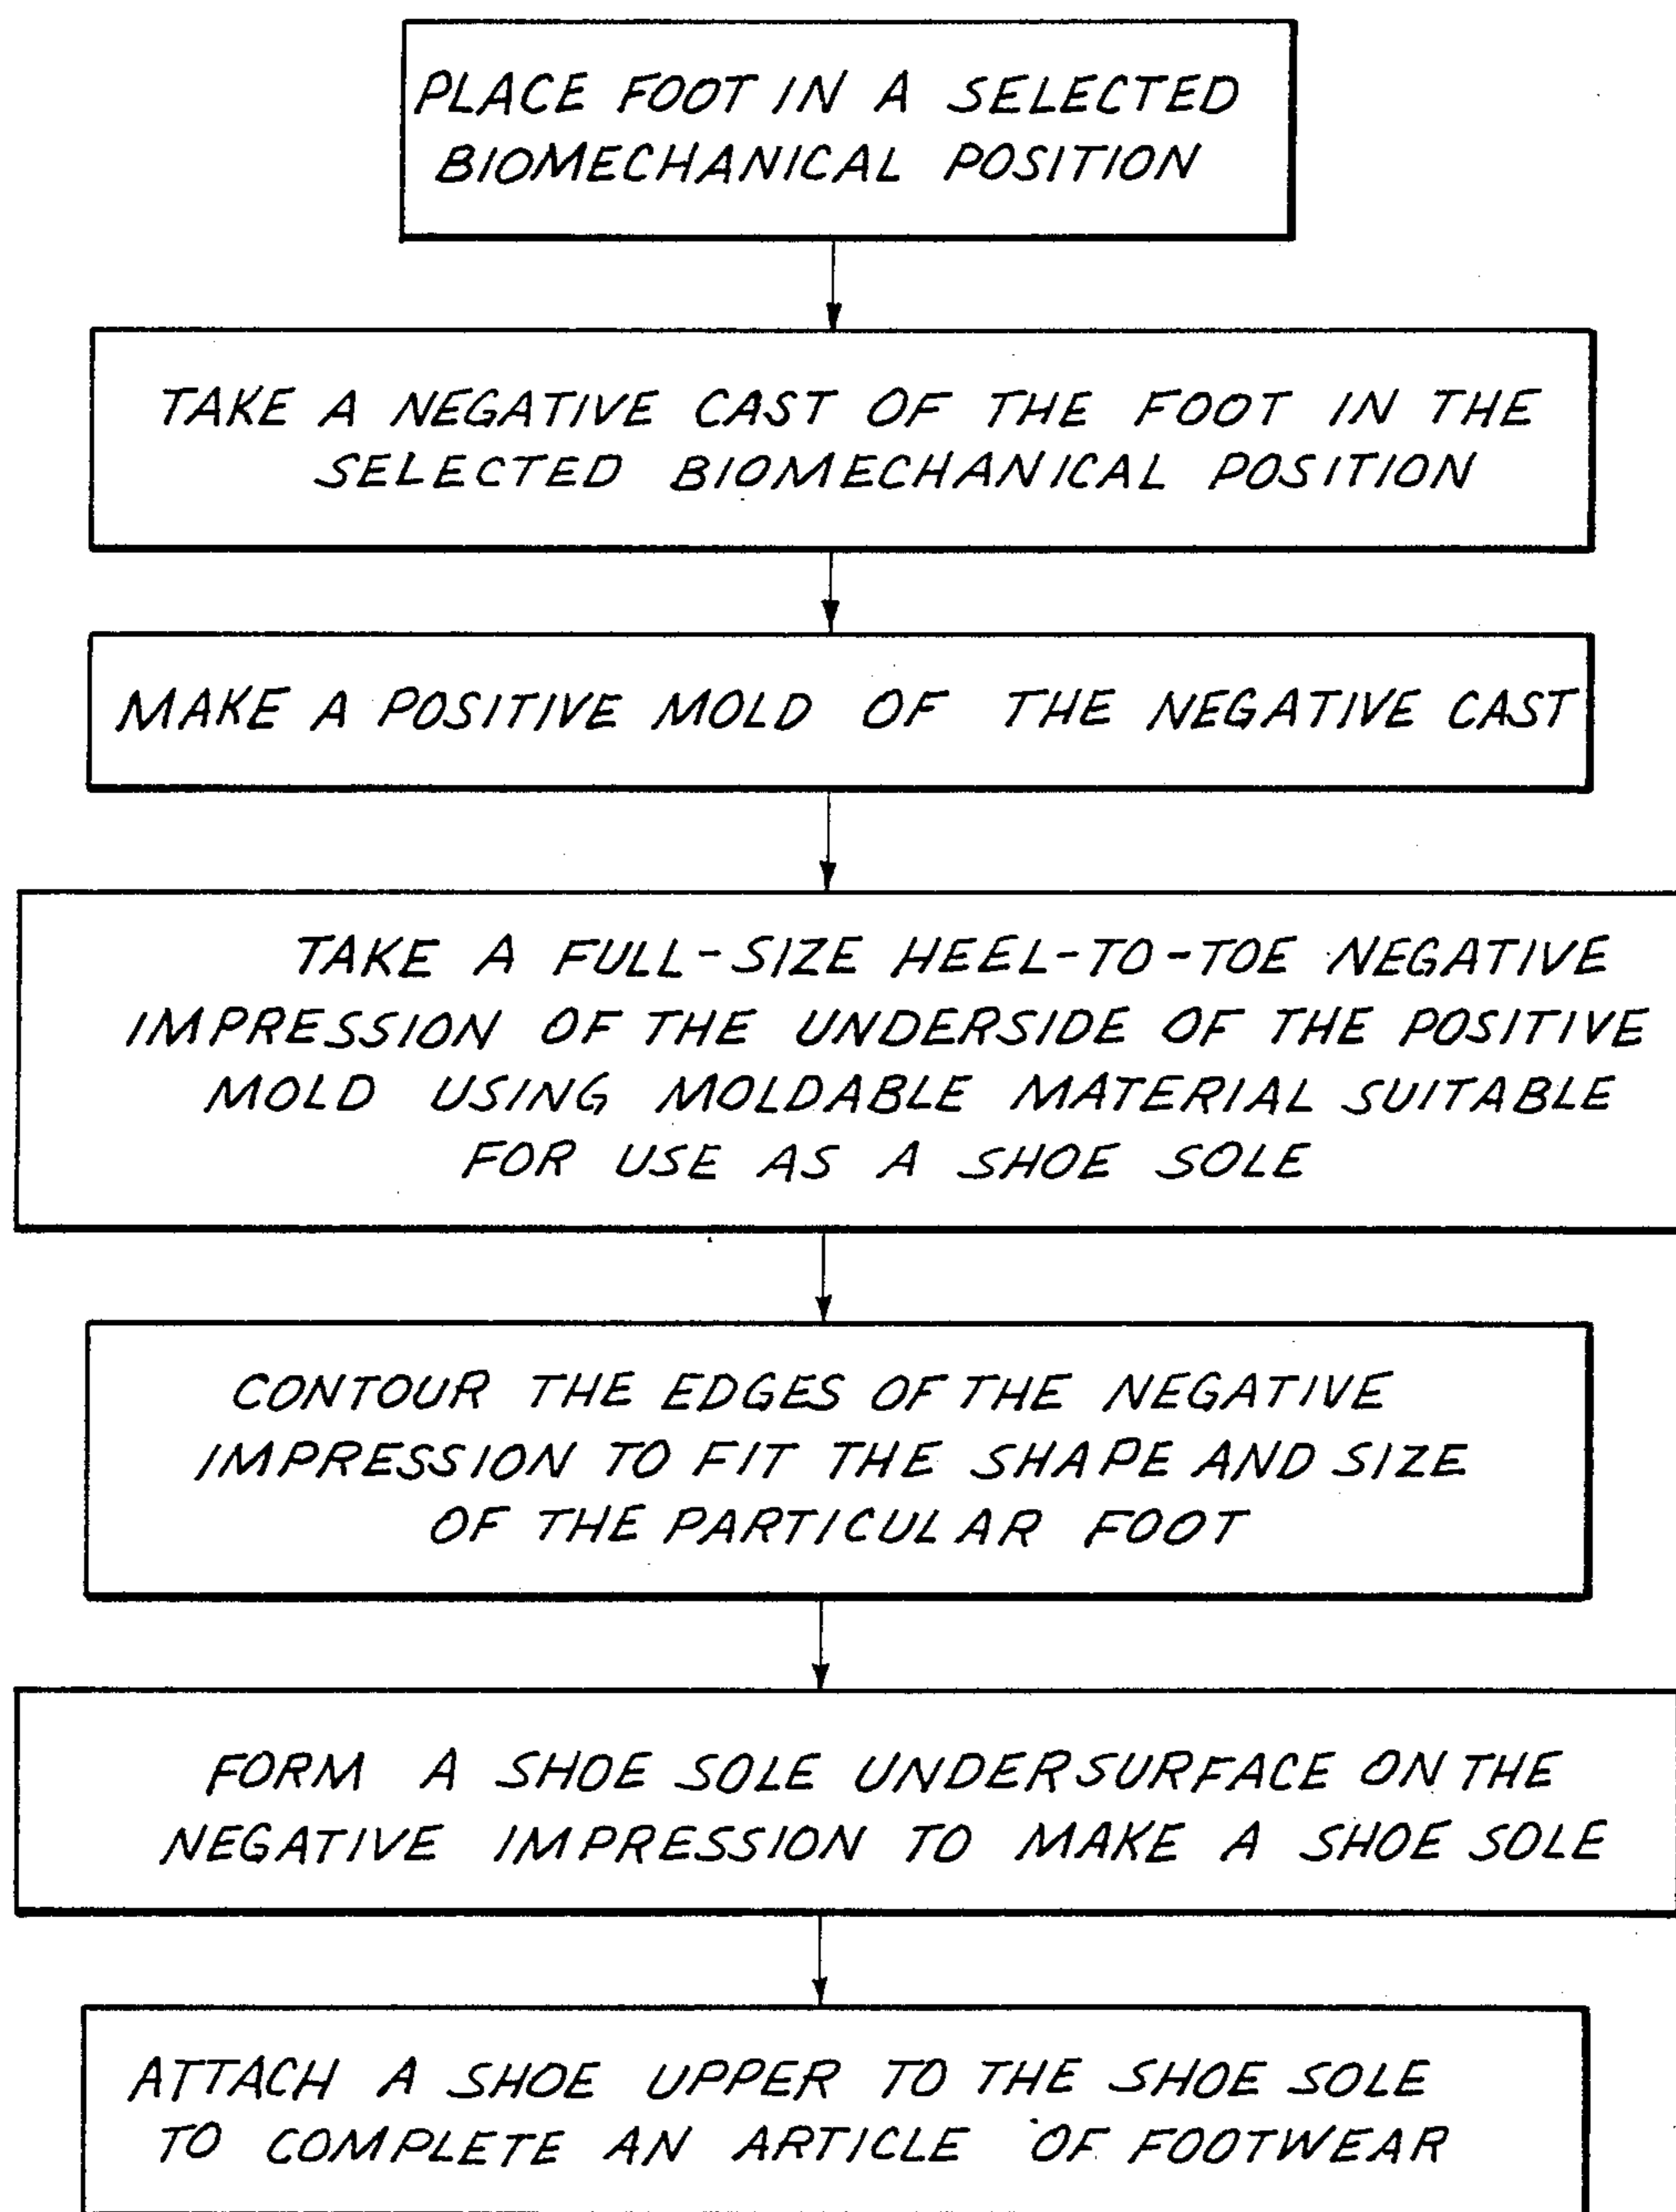 PLACE FOOT IN A SELECTED
BIOMECHANICAL POSITION
TAKE A NEGATIVE CAST OF THE FOOT IN THE
SELECTED BIOMECHANICAL POSITION
MAKE A POSITIVE MOLD OF THE NEGATIVE CAST
TAKE A FULL-SIZE HEEL-TO-TOE NEGATIVE
IMPRESSION OF THE UNDERSIDE OF THE POSITIVE
MOLD USING MOLDABLE MATERIAL SUITABLE
FOR USE AS A SHOE SOLE
CONTOUR THE EDGES OF THE NEGATIVE
IMPRESSION TO FIT THE SHAPE AND SIZE
OF THE PARTICULAR FOOT
FORM A SHOE SOLE UNDERSURFACE ON THE
NEGATIVE IMPRESSION TO MAKE A SHOE SOLE
ATTACH A SHOE UPPER TO THE SHOE SOLE
TO COMPLETE AN ARTICLE OF FOOTWEAR